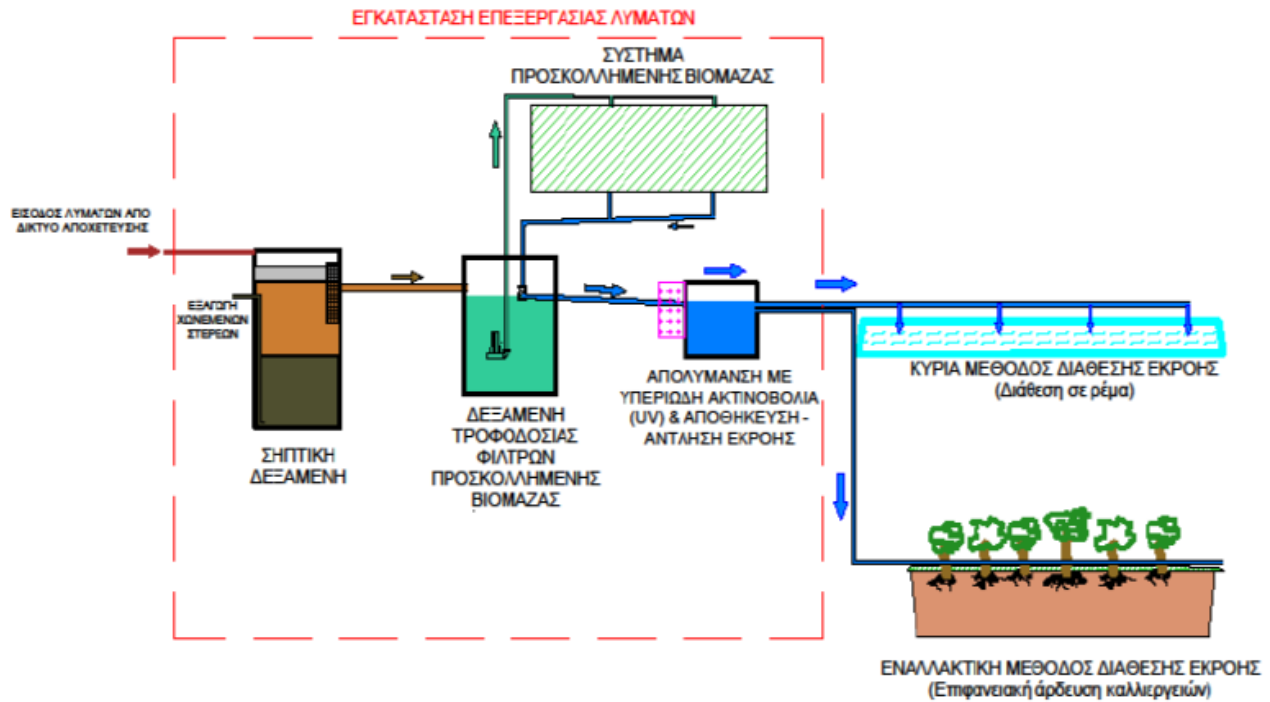 ΕΓΚΑΤΑΣΤΑΣΗ ΕΠΕΞΕΡΓΑΣΙΑΣ ΛΥΜΑΤΩΝ
ΣΥΣΤΗΜΑ
ΠΡΟΣΚΟΛΛΗΜΕΝΗΣ ΒΙΟΜΑΖΑΣ
ΕΙΣΟΔΟΣ ΛΥΜΑΤΩΝ ΑΠΟ
ΔΙΚΤΥΟ ΑΠΟΧΕΤΕΥΣΗΣ
ΕΞΑΓΩΓΗ
ΧΩΝΕΜΕΝΩΝ
ΣΤΕΡΕΩΝ
ΣΗΠΤΙΚΗ
ΔΕΞΑΜΕΝΗ
ΔΕΞΑΜΕΝΗ
ΤΡΟΦΟΔΟΣΙΑΣ
ΦΙΛΤΡΩΝ
ΠΡΟΣΚΟΛΛΗΜΕΝΗΣ
ΒΙΟΜΑΖΑΣ
ΑΠΟΛΥΜΑΝΣΗ ΜΕ
ΥΠΕΡΙΩΔΗ ΑΚΤΙΝΟΒΟΛΙΑ
(UV) & ΑΠΟΘΗΚΕΥΣΗ -
ΑΝΤΛΗΣΗ ΕΚΡΟΗΣ
ΚΥΡΙΑ ΜΕΘΟΔΟΣ ΔΙΑΘΕΣΗΣ ΕΚΡΟΗΣ
(Διάθεση σε ρέμα)
ΕΝΑΛΛΑΚΤΙΚΗ ΜΕΘΟΔΟΣ ΔΙΑΘΕΣΗΣ ΕΚΡΟΗΣ
(Επιφανειακή άρδευση καλλιεργειών)